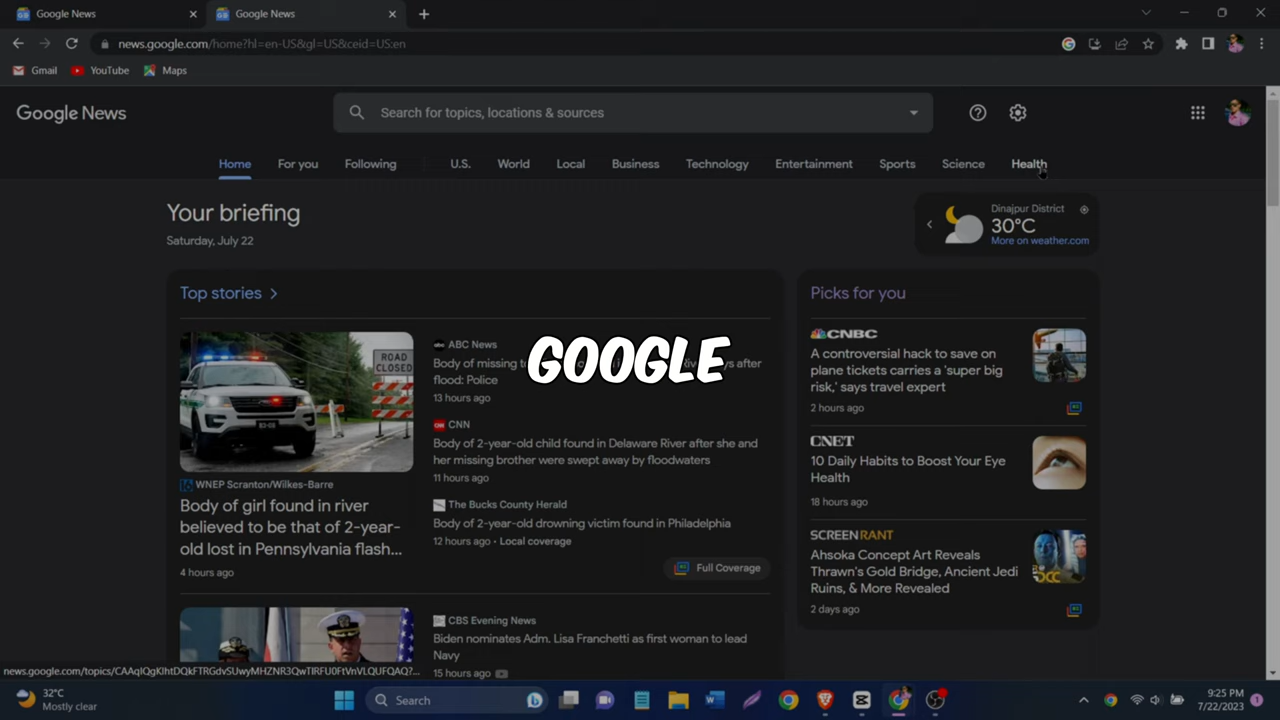 Google News
Google News
news.google.com/home?hl=en-US&gl=US&ceid=US:en
Gmail
YouTube
Maps
Google News
Search for topics, locations & sources
Home
For you
Following
U.S.
World
Local
Business
Technology
Entertainment
Sports
Science
Health
Your briefing
Saturday, July 22
Dinajpur District
30°C
More on weather.com
Top stories
ROAD
CLOSED
WNEP Scranton/Wilkes-Barre
Body of girl found in river
believed to be that of 2-year-
old lost in Pennsylvania flash...
4 hours ago
ABC News
Body of missing
after
flood: Police
13 hours ago
GOOGLE
CNN
Body of 2-year-old child found in Delaware River after she and
her missing brother were swept away by floodwaters
11 hours ago
The Bucks County Herald
Body of 2-year-old drowning victim found in Philadelphia
12 hours ago • Local coverage
Full Coverage
CBS Evening News
Biden nominates Adm. Lisa Franchetti as first woman to lead
Navy
15 hours ago
Picks for you
CNBC
A controversial hack to save on
plane tickets carries a 'super big
risk,' says travel expert
2 hours ago
CNET
10 Daily Habits to Boost Your Eye
Health
18 hours ago
SCREENRANT
Ahsoka Concept Art Reveals
Thrawn's Gold Bridge, Ancient Jedi
Ruins, & More Revealed
2 days ago
32°C
Mostly clear
Search
9:25 PM
7/22/2023